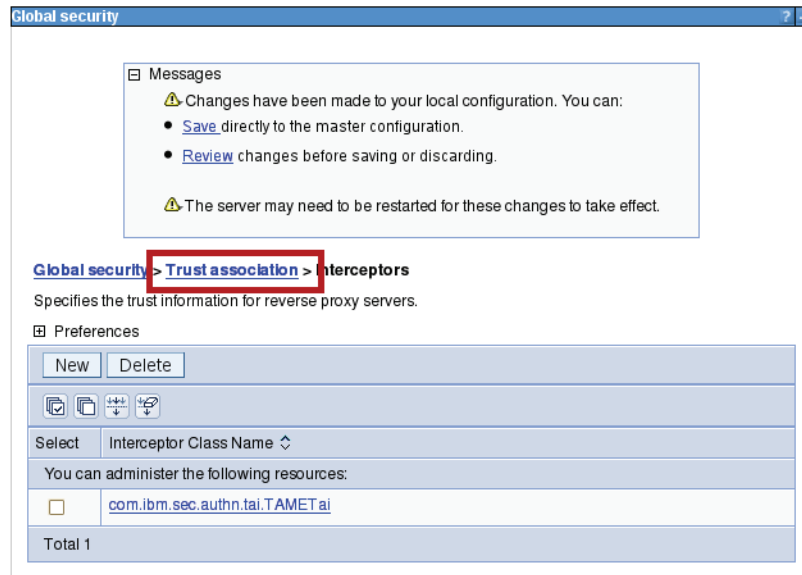 Global security ?
Messages
Changes have been made to your local configuration. You can:
Save directly to the master configuration.
Review changes before saving or discarding.
The server may need to be restarted for these changes to take effect.
Global security > Trust association > Interceptors
Specifies the trust information for reverse proxy servers.
Preferences
New Delete
Select Interceptor Class Name
You can administer the following resources:
com.ibm.sec.authn.tai.TAMETai
Total 1